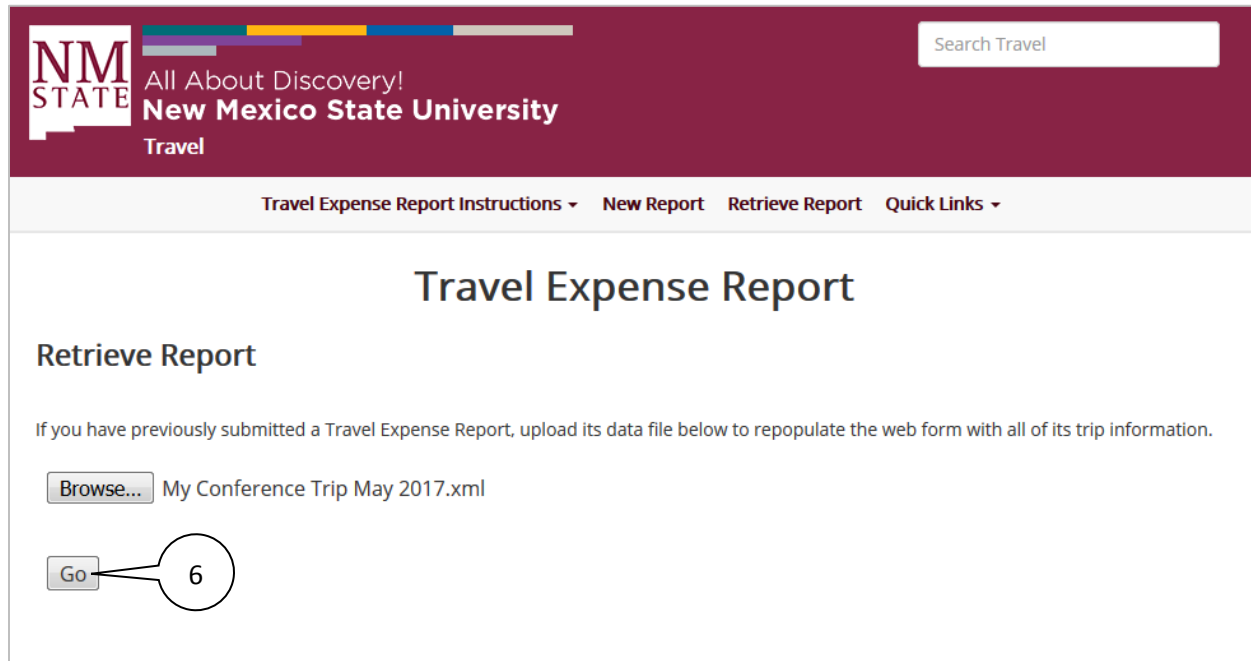 NM
STATE
All About Discovery!
New Mexico State University
Travel
Search Travel
Travel Expense Report Instructions New Report Retrieve Report Quick Links
Travel Expense Report
Retrieve Report
If you have previously submitted a Travel Expense Report, upload its data file below to repopulate the web form with all of its trip information.
Browse... My Conference Trip May 2017.xml
Go 6